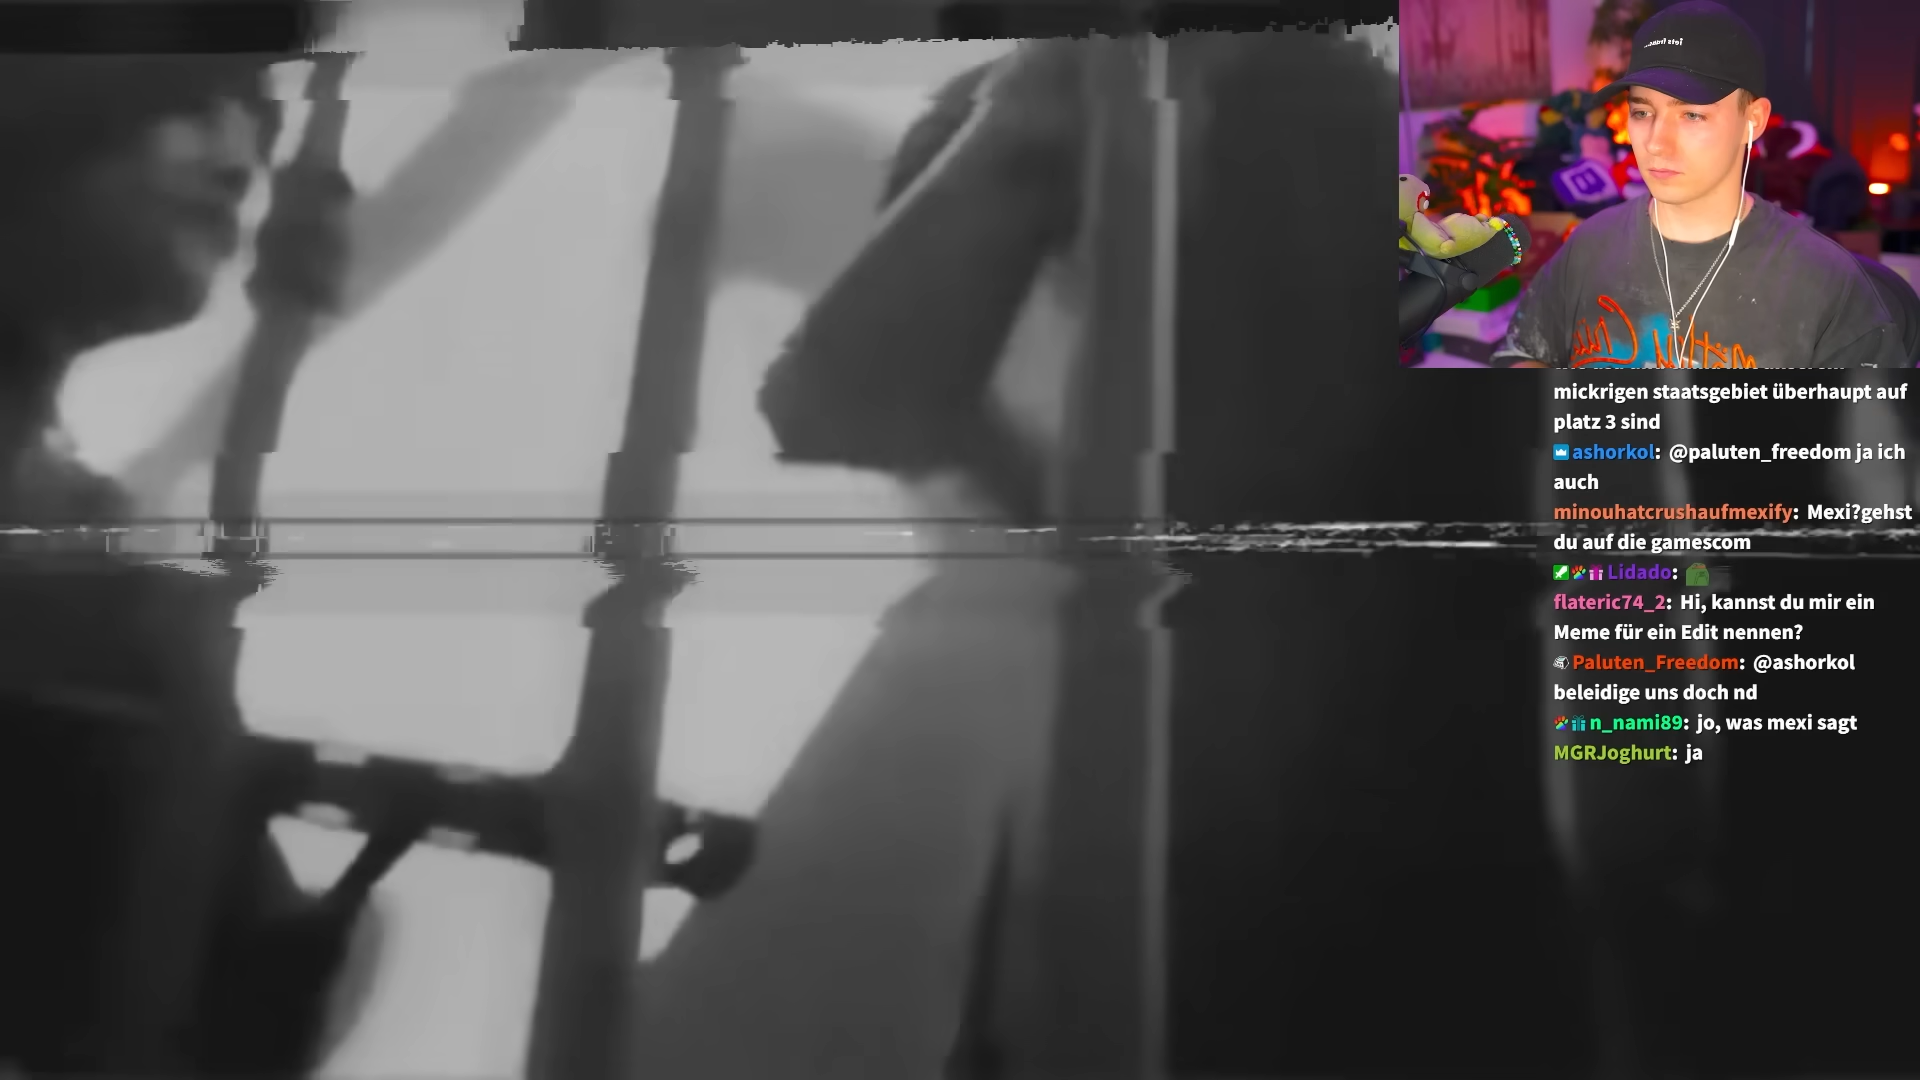 mickrigen staatsgebiet überhaupt auf
platz 3 sind
ashorkol: @paluten_freedom ja ich
auch
minouhatcrushaufmexify: Mexi?gehst
du auf die gamescom
Lidado:
flateric74_2: Hi, kannst du mir ein
Meme für ein Edit nennen?
Paluten_Freedom: @ashorkol
beleidige uns doch nd
n_nami89: jo, was mexi sagt
MGRJoghurt: ja